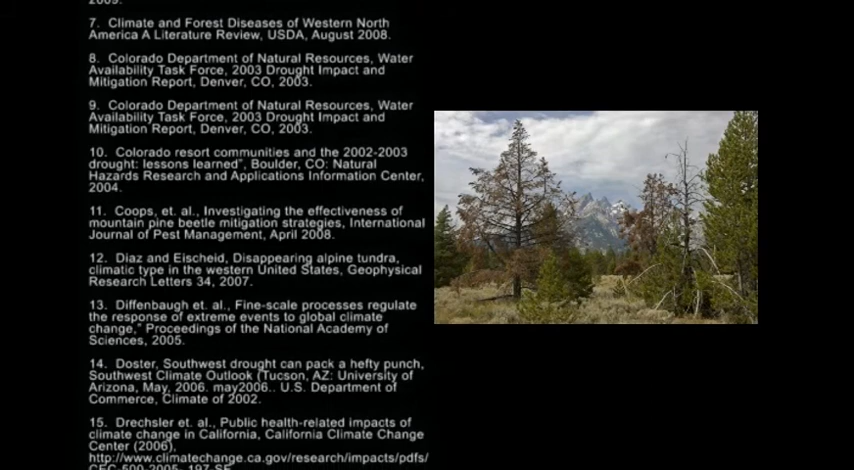 2009.
7. Climate and Forest Diseases of Western North
America A Literature Review, USDA, August 2008.
8. Colorado Department of Natural Resources, Water
Availability Task Force, 2003 Drought Impact and
Mitigation Report, Denver, CO, 2003.
9. Colorado Department of Natural Resources, Water
Availability Task Force, 2003 Drought Impact and
Mitigation Report, Denver, CO, 2003.
10. Colorado resort communities and the 2002-2003
drought: lessons learned", Boulder, CO: Natural
Hazards Research and Applications Information Center,
2004.
11. Coops, et. al., Investigating the effectiveness of
mountain pine beetle mitigation strategies, International
Journal of Pest Management, April 2008.
12. Diaz and Eischeid, Disappearing alpine tundra,
climatic type in the western United States, Geophysical
Research Letters 34, 2007.
13. Diffenbaugh et. al., Fine-scale processes regulate
the response of extreme events to global climate
change," Proceedings of the National Academy of
Sciences, 2005.
14. Doster, Southwest drought can pack a hefty punch,
Southwest Climate Outlook (Tucson, AZ: University of
Arizona, May, 2006. may2006.. U.S. Department of
Commerce, Climate of 2002.
15. Drechsler et. al., Public health-related impacts of
climate change in California, California Climate Change
Center (2006),
http://www.climatechange.ca.gov/research/impacts/pdfs/
CEC-500-2005- 197-SF